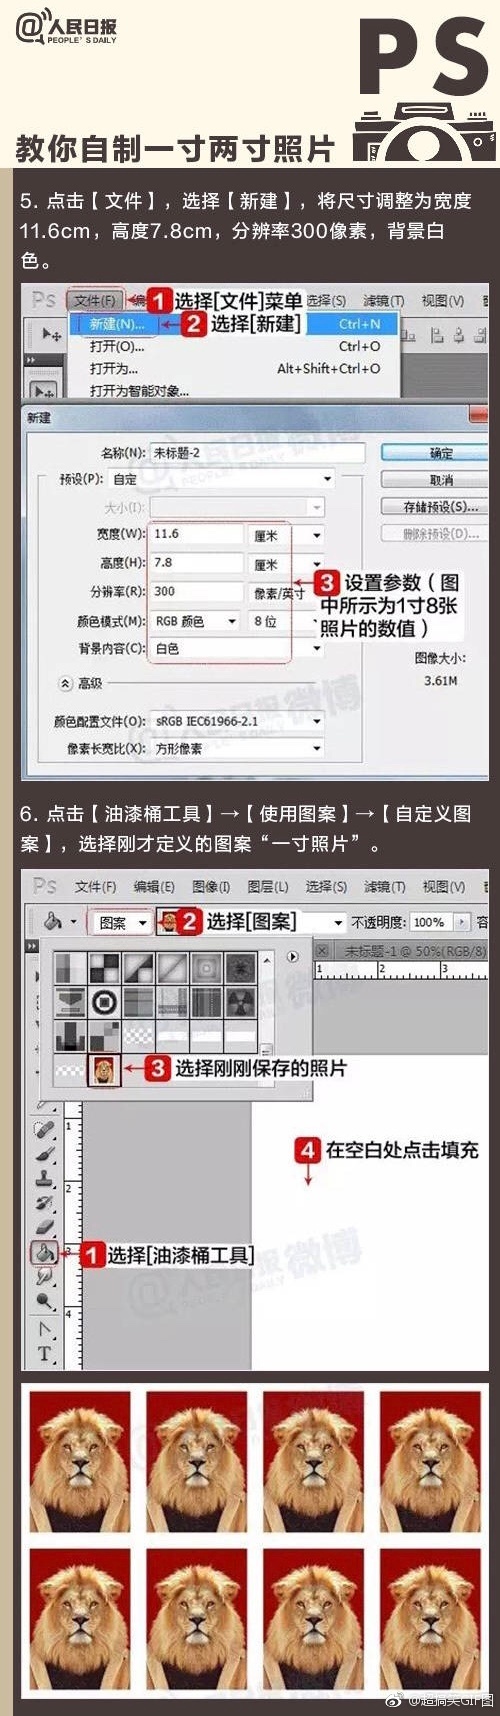 @人民日报
PEOPLE'S DAILY
PS
教你自制一寸两寸照片
5. 点击【文件】，选择【新建】，将尺寸调整为宽度
11.6cm，高度7.8cm，分辨率300像素，背景白
色。
Ps 文件(F) 1 选择[文件]菜单 选择(S) 滤镜(T) 视图(V)
新建(N)... 2 选择[新建] Ctrl+N
打开(O)... Ctrl+O
打开为... Alt+Shift+Ctrl+O
打开为智能对象...
新建
名称(N): 未标题-2 确定
预设(P): 自定 取消
大小(I): 存储预设(S)...
宽度(W): 11.6 厘米 删除预设(D)...
高度(H): 7.8 厘米
分辨率(R): 300 像素/英寸
3 设置参数（图
中所示为1寸8张
照片的数值）
颜色模式(M): RGB 颜色 8 位
背景内容(C): 白色
图像大小:
3.61M
高级
颜色配置文件(O): sRGB IEC61966-2.1
像素长宽比(X): 方形像素
6. 点击【油漆桶工具】→【使用图案】→【自定义图
案】，选择刚才定义的图案“一寸照片”。
Ps 文件(F) 编辑(E) 图像(I) 图层(L) 选择(S) 滤镜(T) 视图(V)
图案 2 选择[图案] 不透明度: 100% 容
未标题-1 @ 50%(RGB/8)
1 2 3
3 选择刚刚保存的照片
1
4 在空白处点击填充
2
1 选择[油漆桶工具]
4
T
@超搞笑GIF图